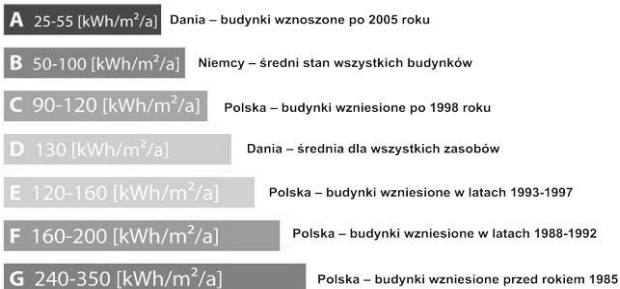 A 25-55 [kWh/m²/a] Dania – budynki wznoszone po 2005 roku
B 50-100 [kWh/m²/a] Niemcy – średni stan wszystkich budynków
C 90-120 [kWh/m²/a] Polska – budynki wzniesione po 1998 roku
D 130 [kWh/m²/a] Dania – średnia dla wszystkich zasobów
E 120-160 [kWh/m²/a] Polska – budynki wzniesione w latach 1993-1997
F 160-200 [kWh/m²/a] Polska – budynki wzniesione w latach 1988-1992
G 240-350 [kWh/m²/a] Polska – budynki wzniesione przed rokiem 1985